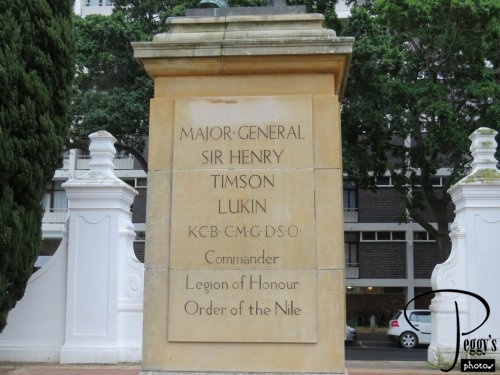 MAJOR·GENERAL
SIR HENRY
TIMSON
LUKIN
K·C·B· C·M·G· D·S·O·
Commander
Legion of Honour
Order of the Nile
Peggy's
photos